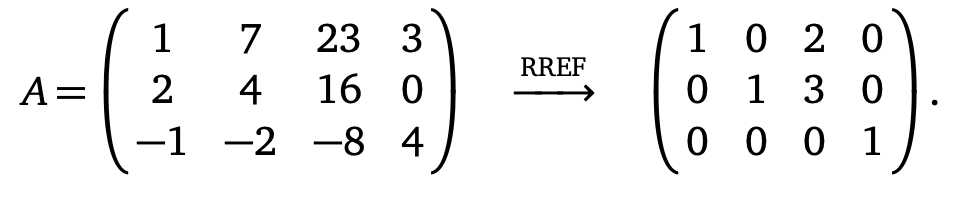 A = ( 1 7 23 3 ) RREF ( 1 0 2 0 )
( 2 4 16 0 ) ⟶ ( 0 1 3 0 ) .
( −1 −2 −8 4 ) ( 0 0 0 1 )